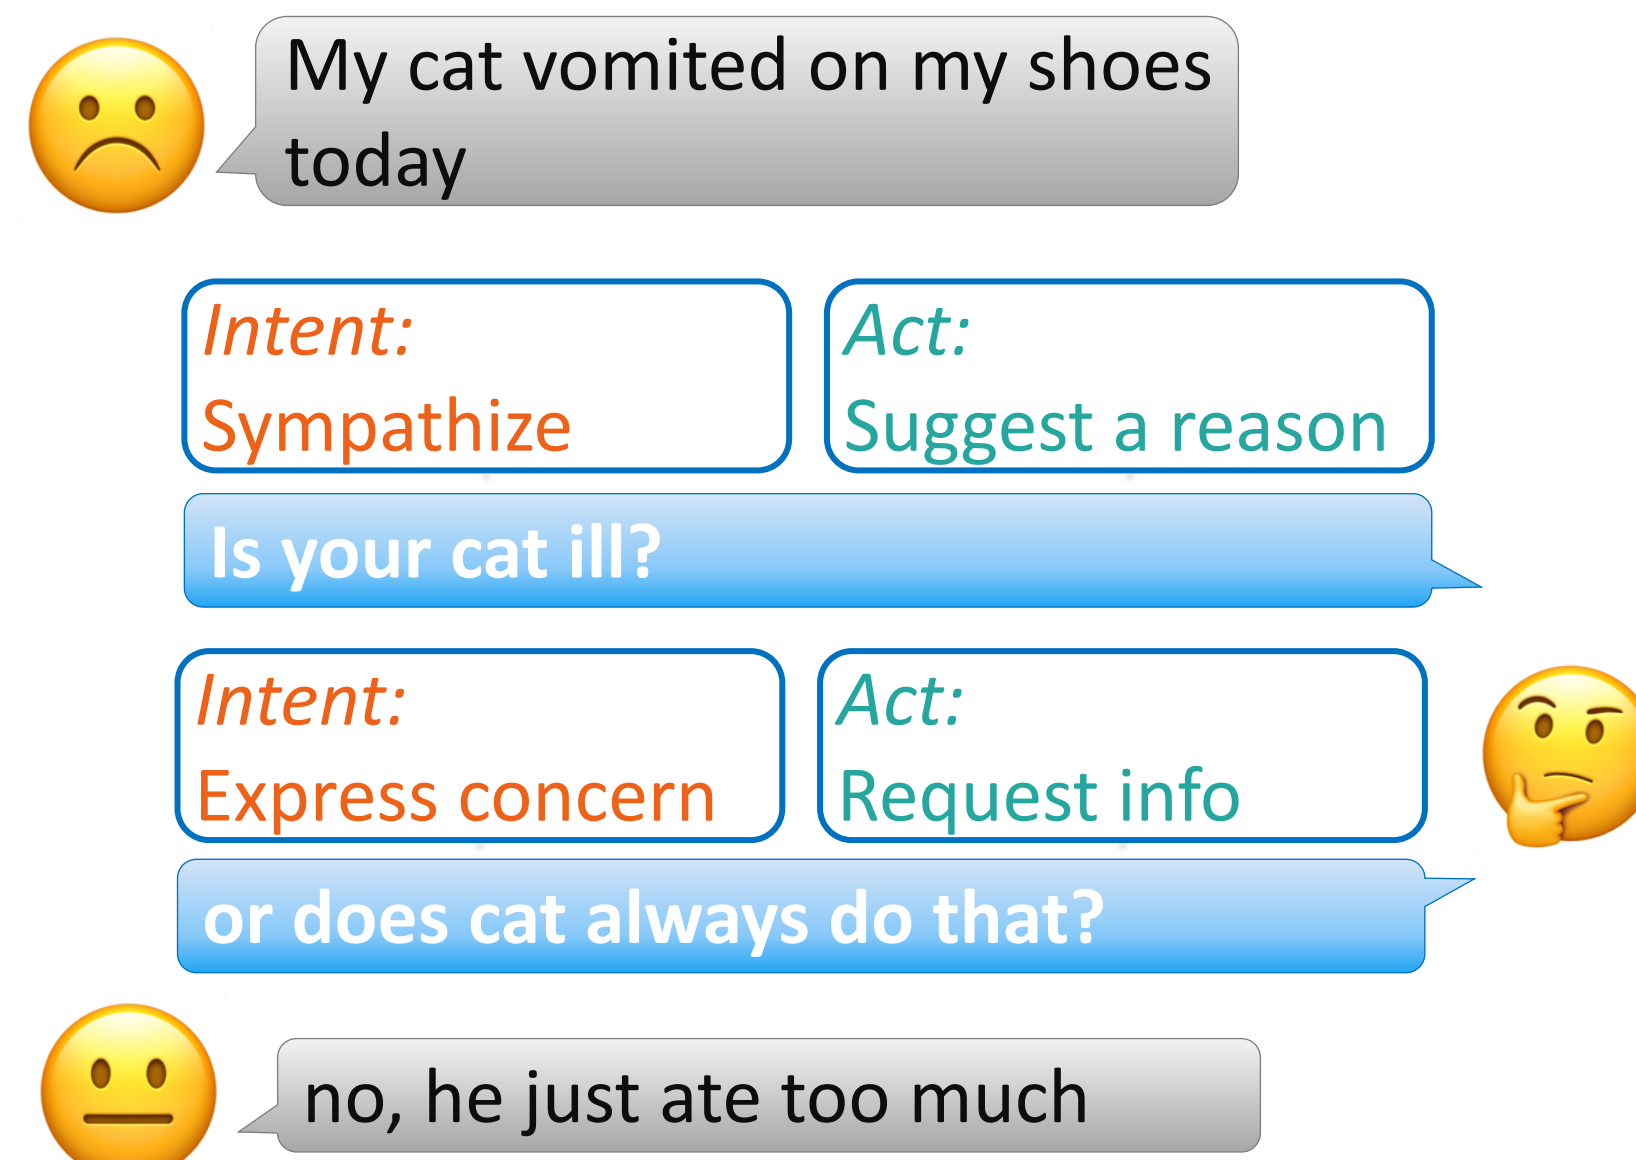 My cat vomited on my shoes
today
Intent:
Sympathize
Act:
Suggest a reason
Is your cat ill?
Intent:
Express concern
Act:
Request info
or does cat always do that?
no, he just ate too much